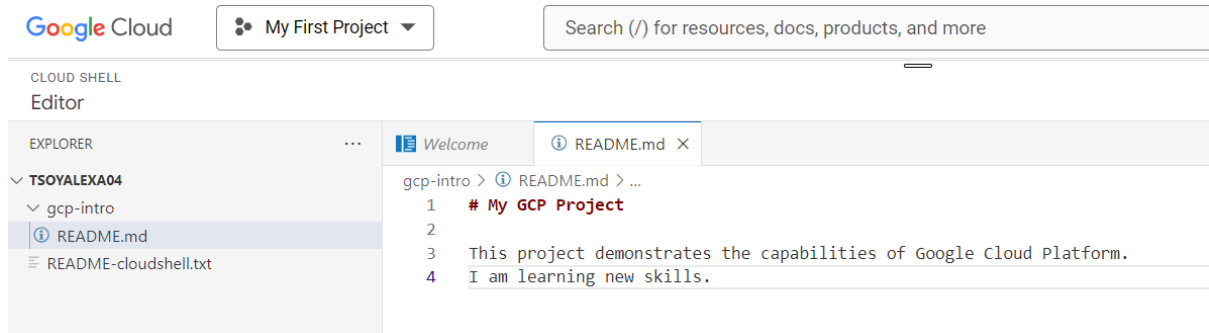 Google Cloud
My First Project
Search (/) for resources, docs, products, and more
CLOUD SHELL
Editor
EXPLORER
...
TSOYALEXA04
gcp-intro
README.md
README-cloudshell.txt
Welcome
README.md
gcp-intro > README.md > ...
1 # My GCP Project
2
3 This project demonstrates the capabilities of Google Cloud Platform.
4 I am learning new skills.